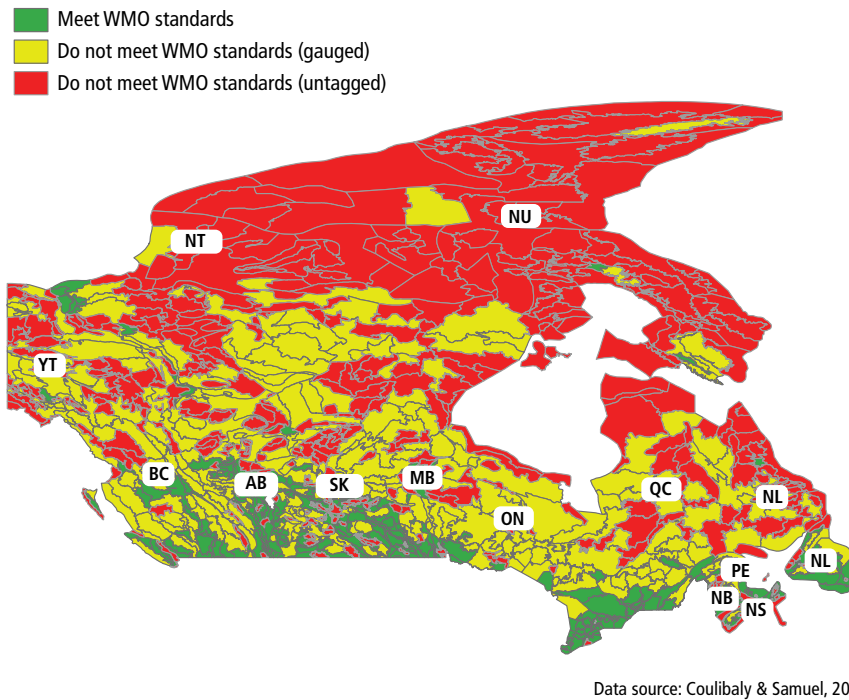 Meet WMO standards
Do not meet WMO standards (gauged)
Do not meet WMO standards (untagged)
NU
NT
YT
BC
AB
SK
MB
ON
QC
NL
NL
PE
NB
NS
Data source: Coulibaly & Samuel, 20